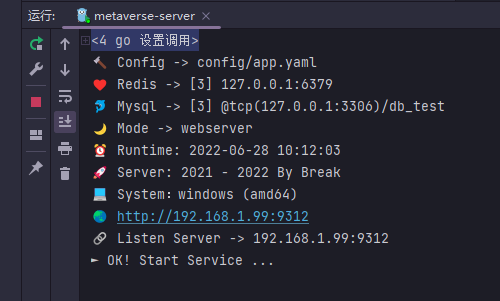 运行: metaverse-server
<4 go 设置调用>
Config -> config/app.yaml
Redis -> [3] 127.0.0.1:6379
Mysql -> [3] @tcp(127.0.0.1:3306)/db_test
Mode -> webserver
Runtime: 2022-06-28 10:12:03
Server: 2021 - 2022 By Break
System: windows (amd64)
http://192.168.1.99:9312
Listen Server -> 192.168.1.99:9312
► OK! Start Service ...